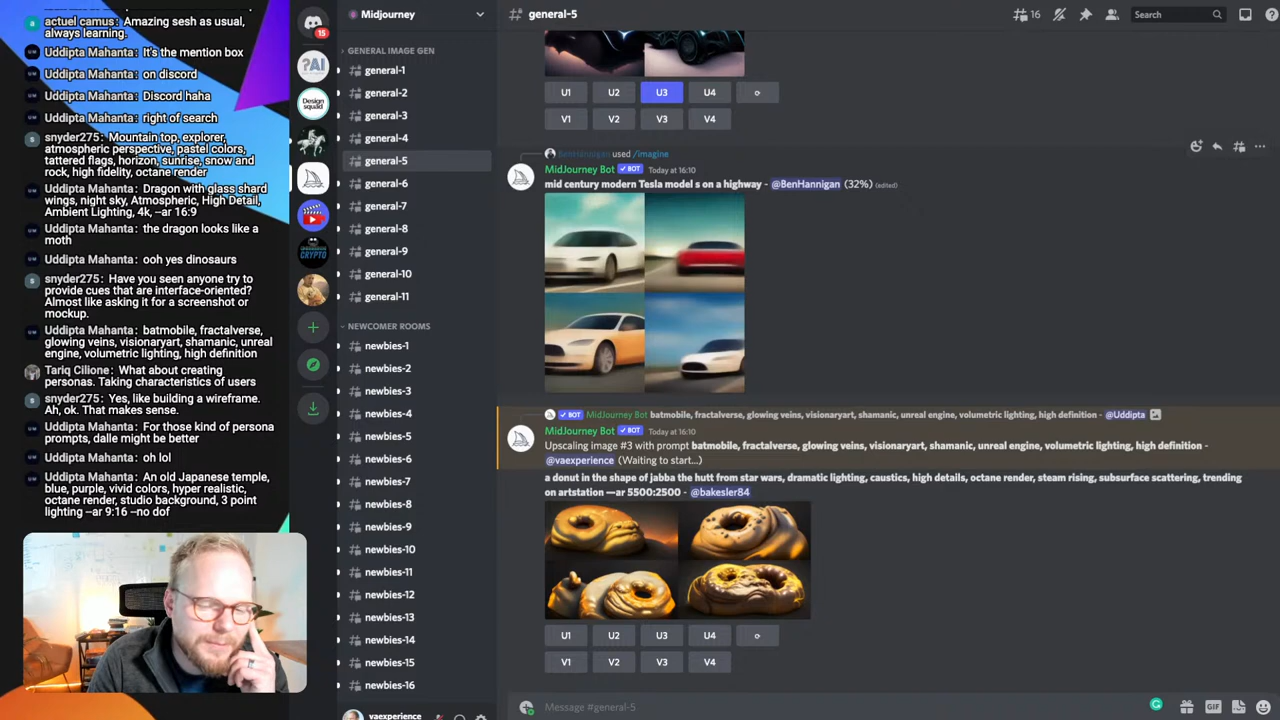 actuel camus: Amazing sesh as usual,
always learning.
Uddipta Mahanta: It's the mention box
Uddipta Mahanta: on discord
Uddipta Mahanta: Discord haha
Uddipta Mahanta: right of search
snyder275: Mountain top, explorer,
atmospheric perspective, pastel colors,
tattered flags, horizon, sunrise, snow and
rock, high fidelity, octane render
Uddipta Mahanta: Dragon with glass shard
wings, night sky, Atmospheric, High Detail,
Ambient Lighting, 4k, --ar 16:9
Uddipta Mahanta: the dragon looks like a
moth
Uddipta Mahanta: ooh yes dinosaurs
snyder275: Have you seen anyone try to
provide cues that are interface-oriented?
Almost like asking it for a screenshot or
mockup.
Uddipta Mahanta: batmobile, fractalverse,
glowing veins, visionaryart, shamanic, unreal
engine, volumetric lighting, high definition
Tariq Cilione: What about creating
personas. Taking characteristics of users
snyder275: Yes, like building a wireframe.
Ah, ok. That makes sense.
Uddipta Mahanta: For those kind of persona
prompts, dalle might be better
Uddipta Mahanta: oh lol
Uddipta Mahanta: An old Japanese temple,
blue, purple, vivid colors, hyper realistic,
octane render, studio background, 3 point
lighting --ar 9:16 --no dof
15
?AI
Design
squad
CRYPTO
Midjourney
GENERAL IMAGE GEN
general-1
general-2
general-3
general-4
general-5
general-6
general-7
general-8
general-9
general-10
general-11
NEWCOMER ROOMS
newbies-1
newbies-2
newbies-3
newbies-4
newbies-5
newbies-6
newbies-7
newbies-8
newbies-9
newbies-10
newbies-11
newbies-12
newbies-13
newbies-14
newbies-15
newbies-16
vaexperience
general-5
16
Search
U1 U2 U3 U4
V1 V2 V3 V4
BenHannigan used /imagine
MidJourney Bot BOT Today at 16:10
mid century modern Tesla model s on a highway - @BenHannigan (32%) (edited)
BOT MidJourney Bot batmobile, fractalverse, glowing veins, visionaryart, shamanic, unreal engine, volumetric lighting, high definition - @Uddipta
MidJourney Bot BOT Today at 16:10
Upscaling image #3 with prompt batmobile, fractalverse, glowing veins, visionaryart, shamanic, unreal engine, volumetric lighting, high definition -
@vaexperience (Waiting to start...)
a donut in the shape of jabba the hutt from star wars, dramatic lighting, caustics, high details, octane render, steam rising, subsurface scattering, trending
on artstation —ar 5500:2500 - @bakesler84
U1 U2 U3 U4
V1 V2 V3 V4
Message #general-5
GIF